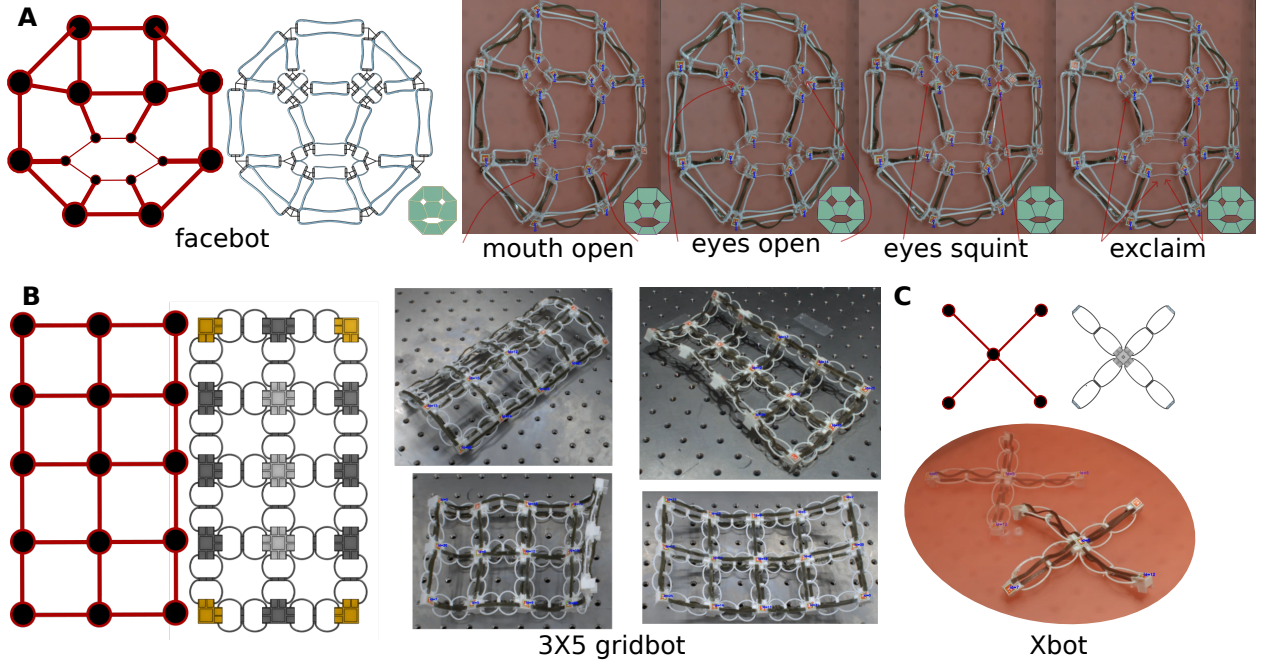 A
facebot
mouth open
eyes open
eyes squint
exclaim
B
3X5 gridbot
C
Xbot